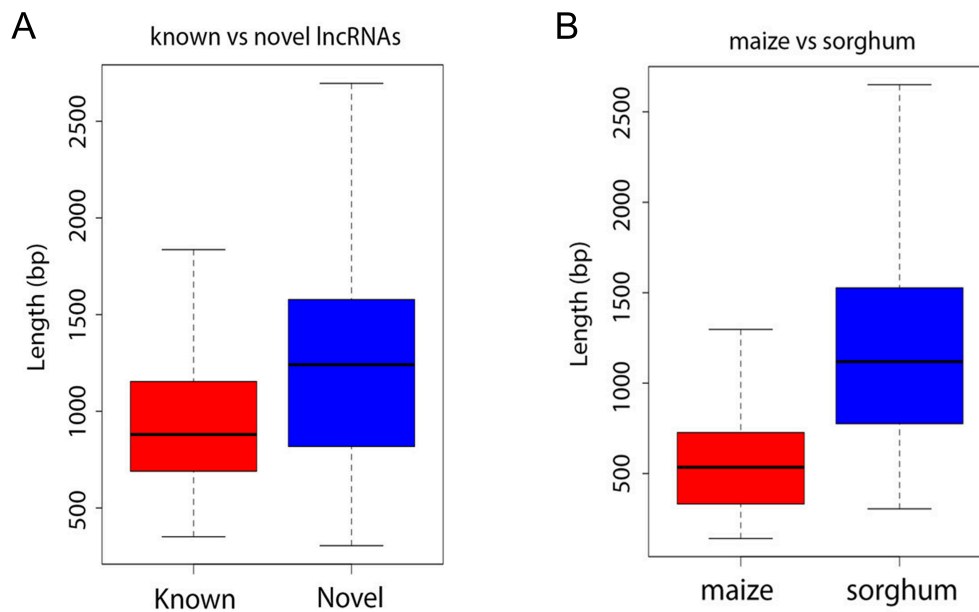 A
known vs novel lncRNAs
Length (bp)
2500
2000
1500
1000
500
Known
Novel
B
maize vs sorghum
Length (bp)
2500
2000
1500
1000
500
maize
sorghum